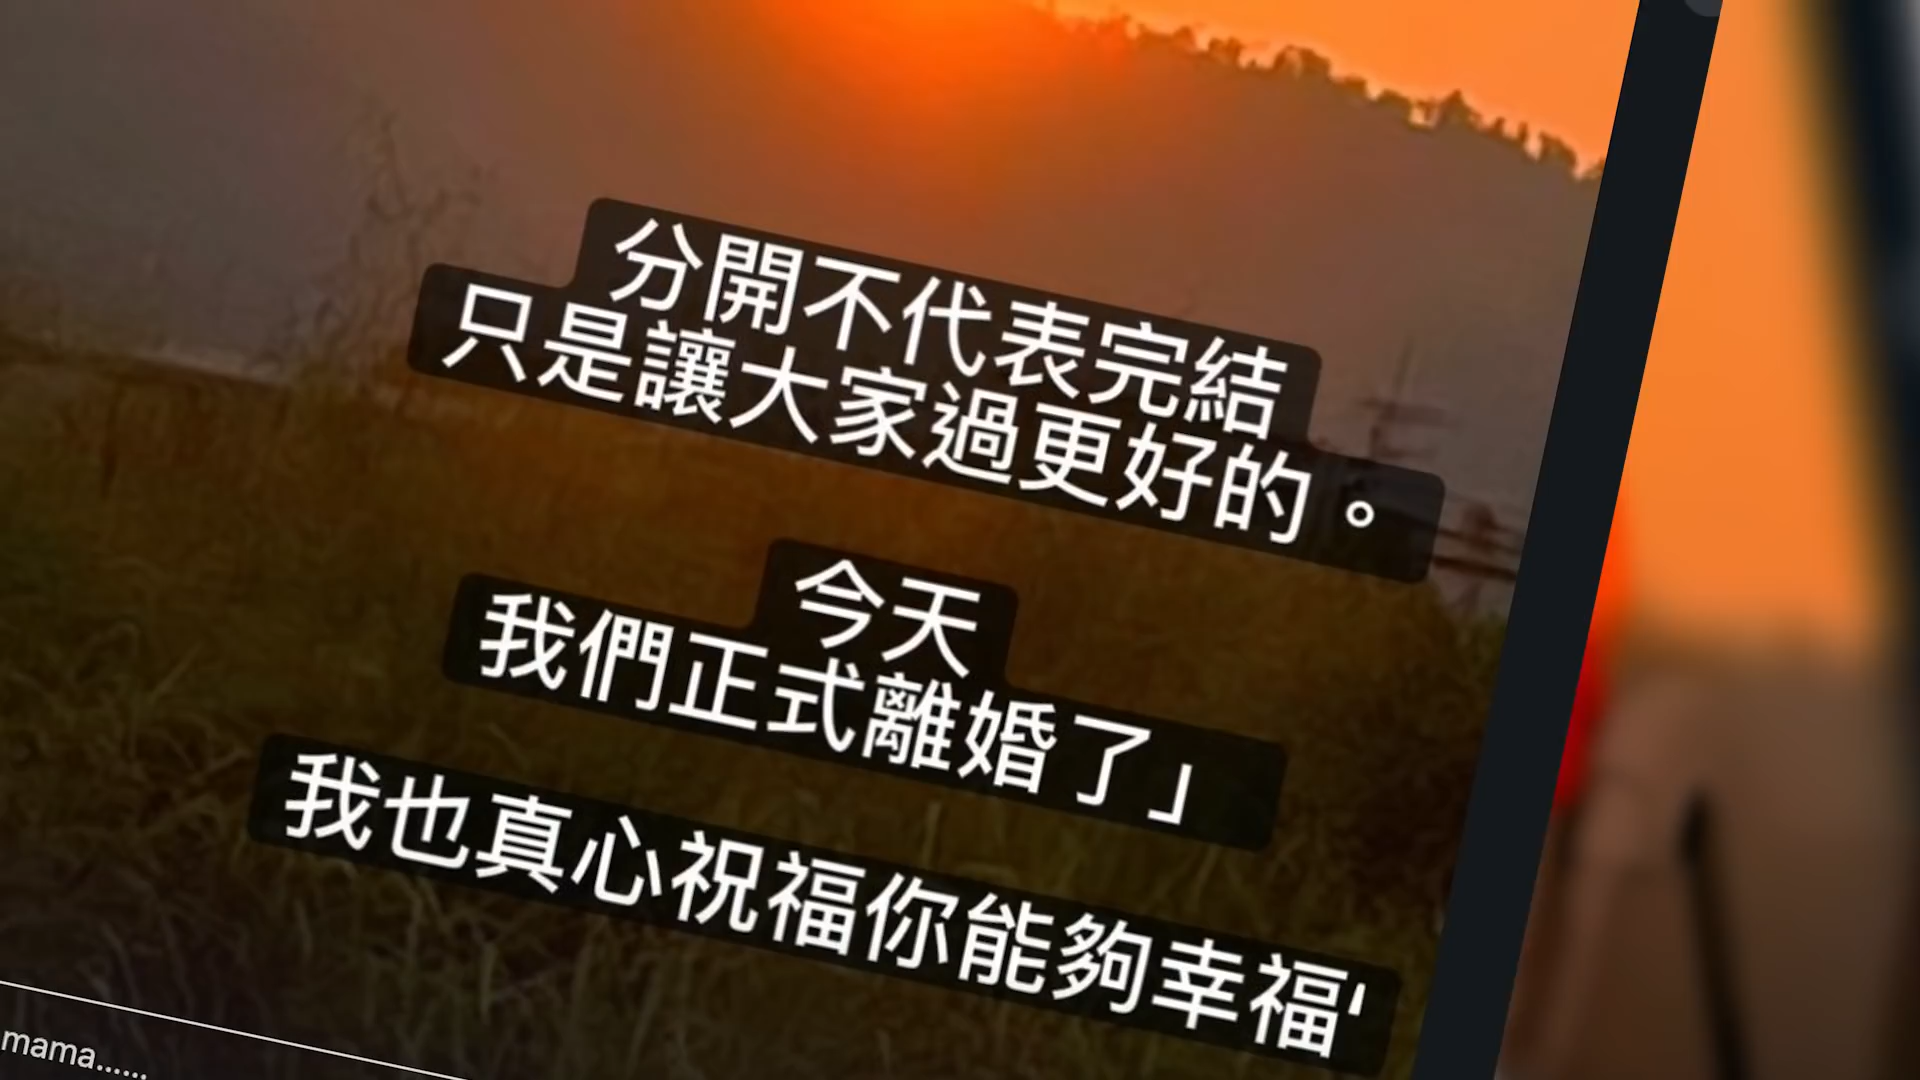 分開不代表完結
只是讓大家過更好的。
今天
我們正式離婚了」
我也真心祝福你能夠幸福‘
mama......